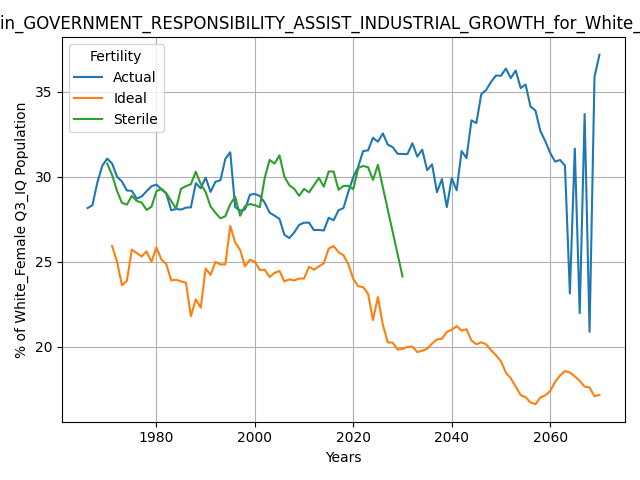 in_GOVERNMENT_RESPONSIBILITY_ASSIST_INDUSTRIAL_GROWTH_for_White_
Fertility
Actual
Ideal
Sterile
% of White_Female Q3_IQ Population
35
30
25
20
1980 2000 2020 2040 2060
Years